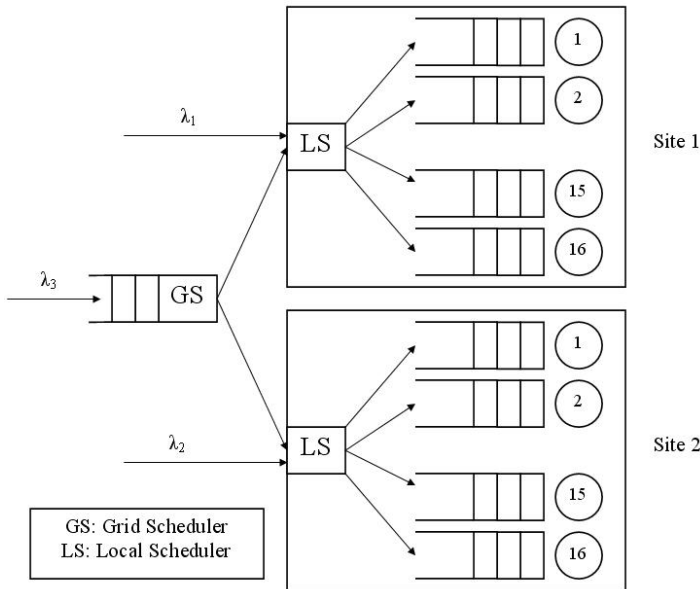 1
2
λ1
LS
Site 1
15
16
λ3
GS
1
2
λ2
LS
Site 2
15
16
GS: Grid Scheduler
LS: Local Scheduler